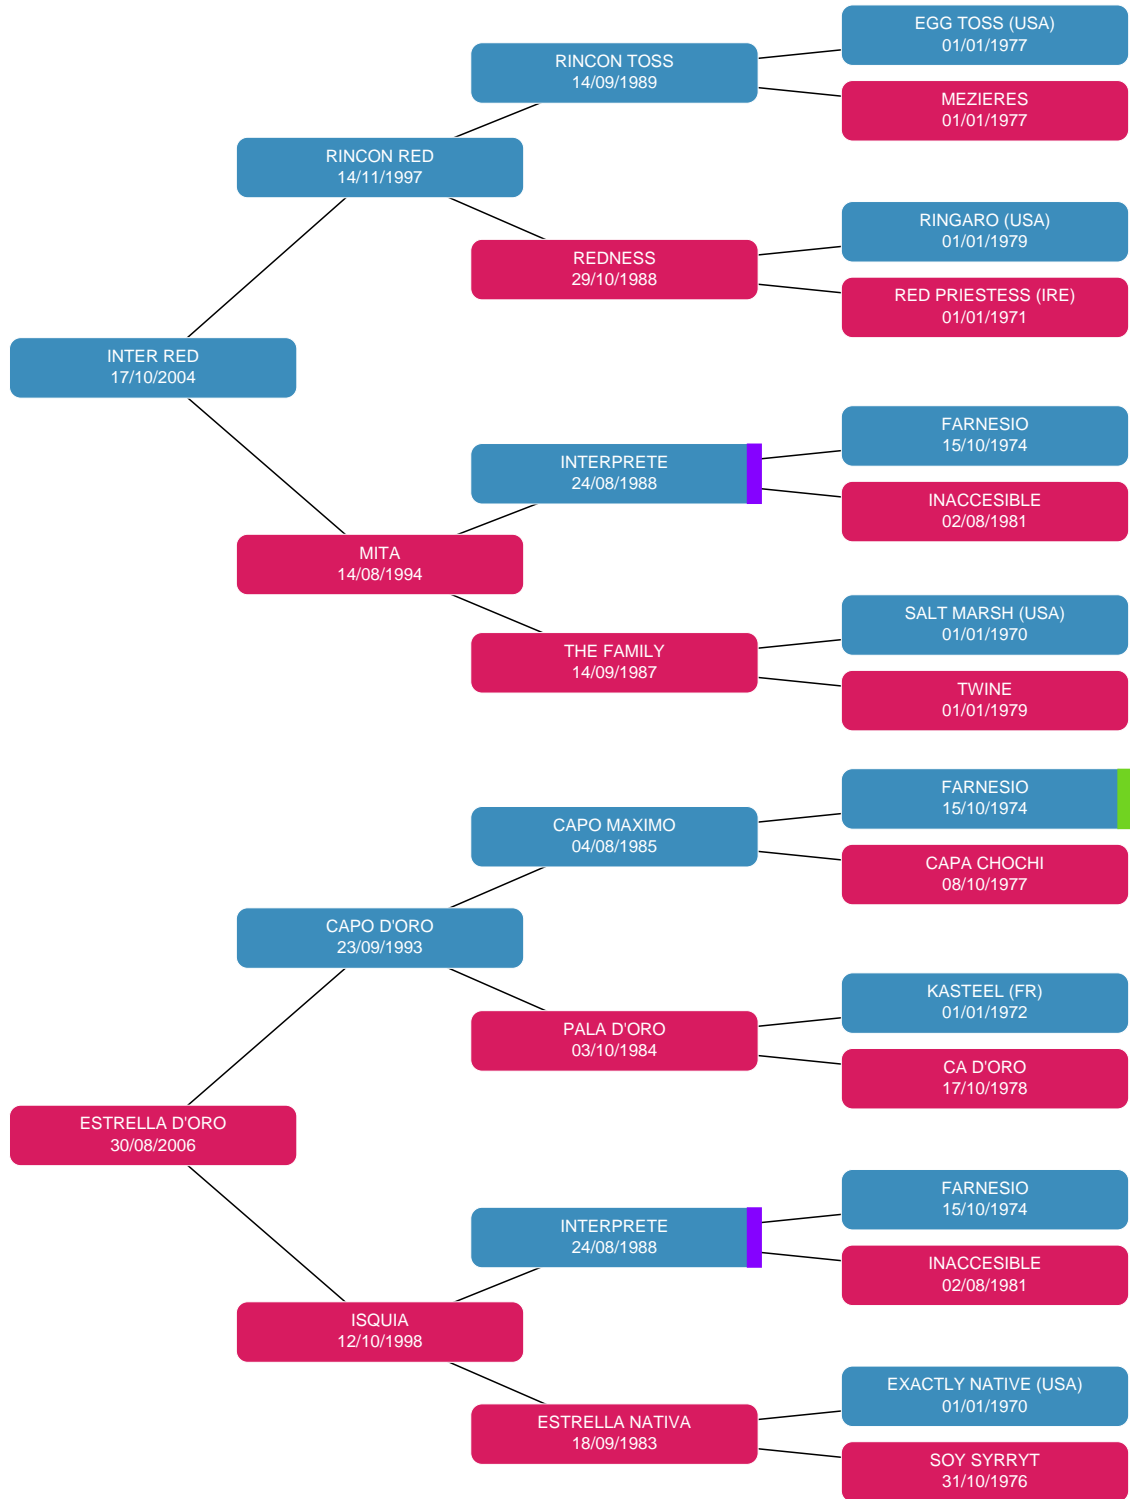 EGG TOSS (USA)
01/01/1977
RINCON TOSS
14/09/1989
MEZIERES
01/01/1977
RINCON RED
14/11/1997
RINGARO (USA)
01/01/1979
REDNESS
29/10/1988
RED PRIESTESS (IRE)
01/01/1971
INTER RED
17/10/2004
FARNESIO
15/10/1974
INTERPRETE
24/08/1988
INACCESIBLE
02/08/1981
MITA
14/08/1994
SALT MARSH (USA)
01/01/1970
THE FAMILY
14/09/1987
TWINE
01/01/1979
FARNESIO
15/10/1974
CAPO MAXIMO
04/08/1985
CAPA CHOCHI
08/10/1977
CAPO D'ORO
23/09/1993
KASTEEL (FR)
01/01/1972
PALA D'ORO
03/10/1984
CA D'ORO
17/10/1978
ESTRELLA D'ORO
30/08/2006
FARNESIO
15/10/1974
INTERPRETE
24/08/1988
INACCESIBLE
02/08/1981
ISQUIA
12/10/1998
EXACTLY NATIVE (USA)
01/01/1970
ESTRELLA NATIVA
18/09/1983
SOY SYRRYT
31/10/1976